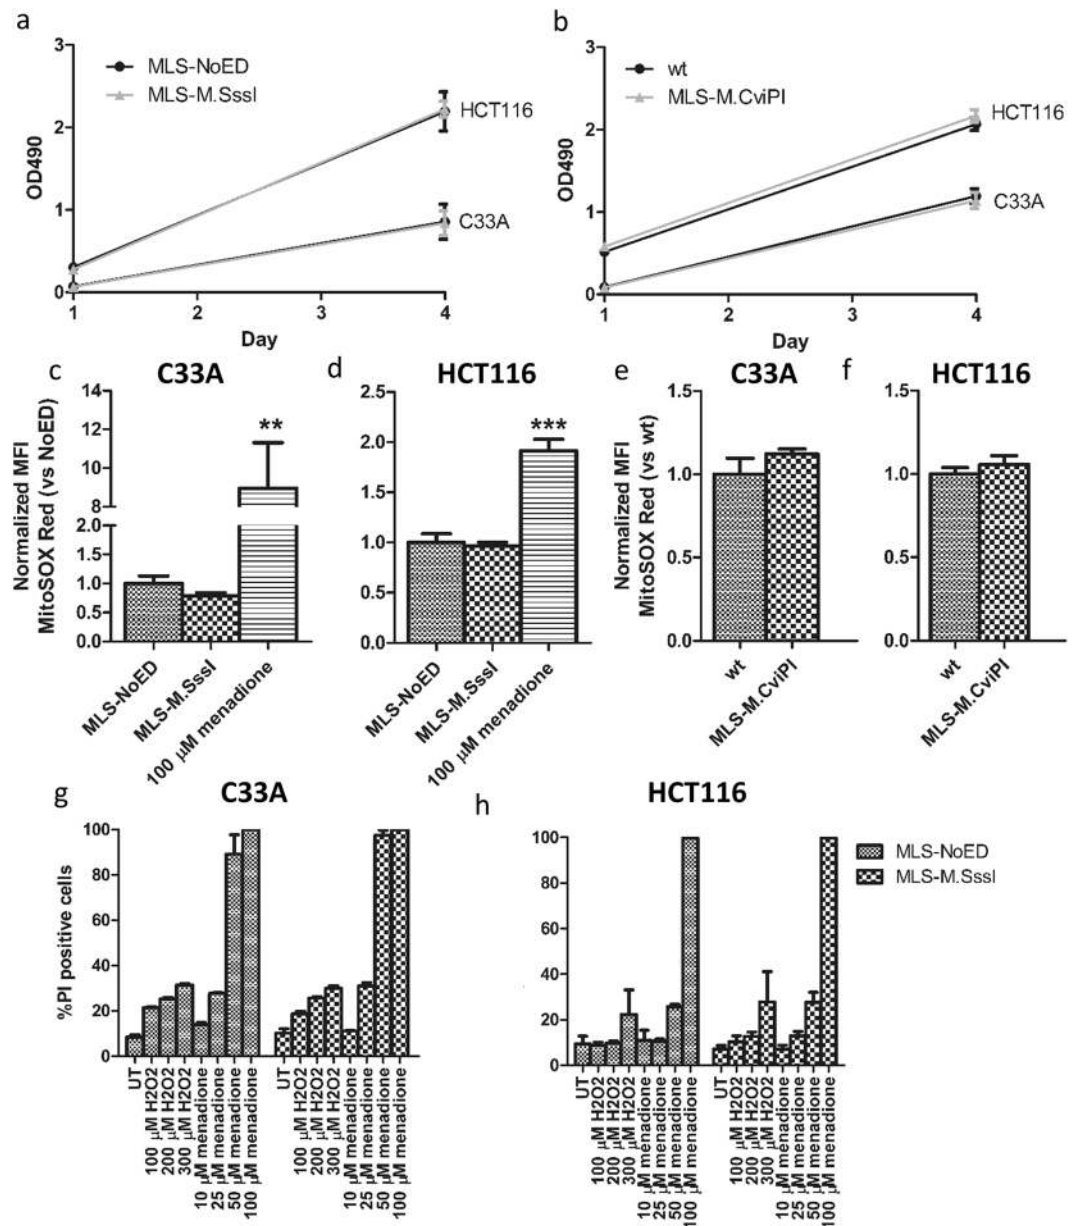 a
3
2
1
0
OD490
MLS-NoED
MLS-M.SssI
HCT116
C33A
1 2 3 4
Day
b
3
2
1
0
OD490
wt
MLS-M.CviPI
HCT116
C33A
1 2 3 4
Day
c
C33A
Normalized MFI
MitoSOX Red (vs NoED)
14
12
10
8
2.0
1.5
1.0
0.5
0.0
**
MLS-NoED
MLS-M.SssI
100 μM menadione
d
HCT116
2.5
2.0
1.5
1.0
0.5
0.0
***
MLS-NoED
MLS-M.SssI
100 μM menadione
e
C33A
Normalized MFI
MitoSOX Red (vs wt)
1.5
1.0
0.5
0.0
wt
MLS-M.CviPI
f
HCT116
1.5
1.0
0.5
0.0
wt
MLS-M.CviPI
g
C33A
%PI positive cells
100
80
60
40
20
0
UT
100 μM H2O2
200 μM H2O2
300 μM H2O2
10 μM menadione
25 μM menadione
50 μM menadione
100 μM menadione
UT
100 μM H2O2
200 μM H2O2
300 μM H2O2
10 μM menadione
25 μM menadione
50 μM menadione
100 μM menadione
h
HCT116
100
80
60
40
20
0
UT
100 μM H2O2
200 μM H2O2
300 μM H2O2
10 μM menadione
25 μM menadione
50 μM menadione
100 μM menadione
UT
100 μM H2O2
200 μM H2O2
300 μM H2O2
10 μM menadione
25 μM menadione
50 μM menadione
100 μM menadione
MLS-NoED
MLS-M.SssI